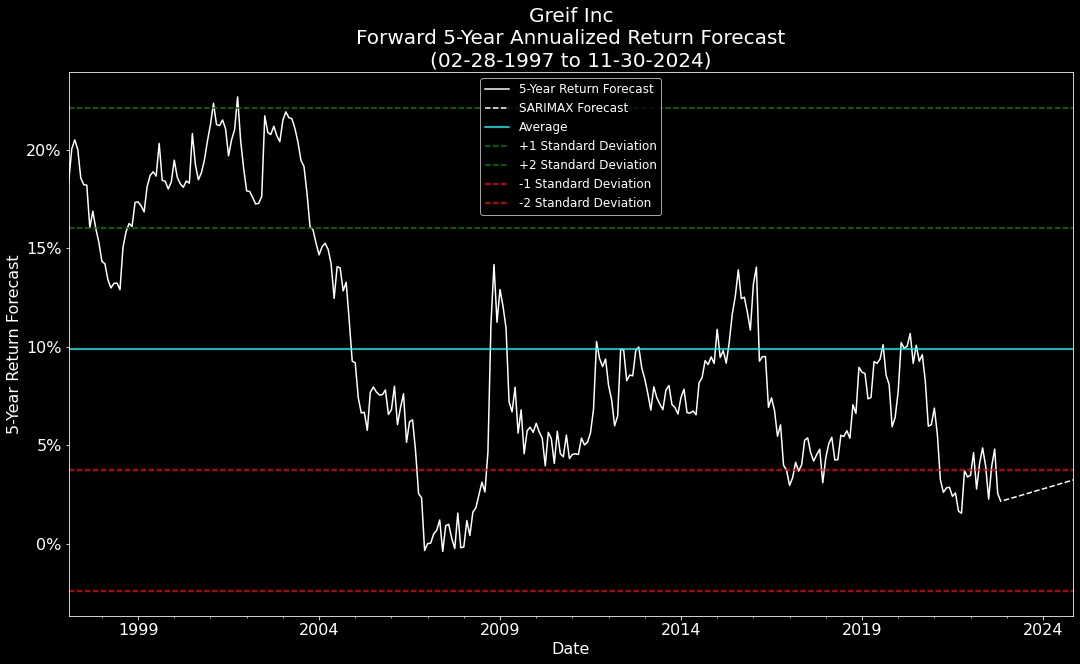 Greif Inc
Forward 5-Year Annualized Return Forecast
(02-28-1997 to 11-30-2024)
5-Year Return Forecast
SARIMAX Forecast
Average
+1 Standard Deviation
+2 Standard Deviation
-1 Standard Deviation
-2 Standard Deviation
5-Year Return Forecast
20%
15%
10%
5%
0%
1999
2004
2009
2014
2019
2024
Date